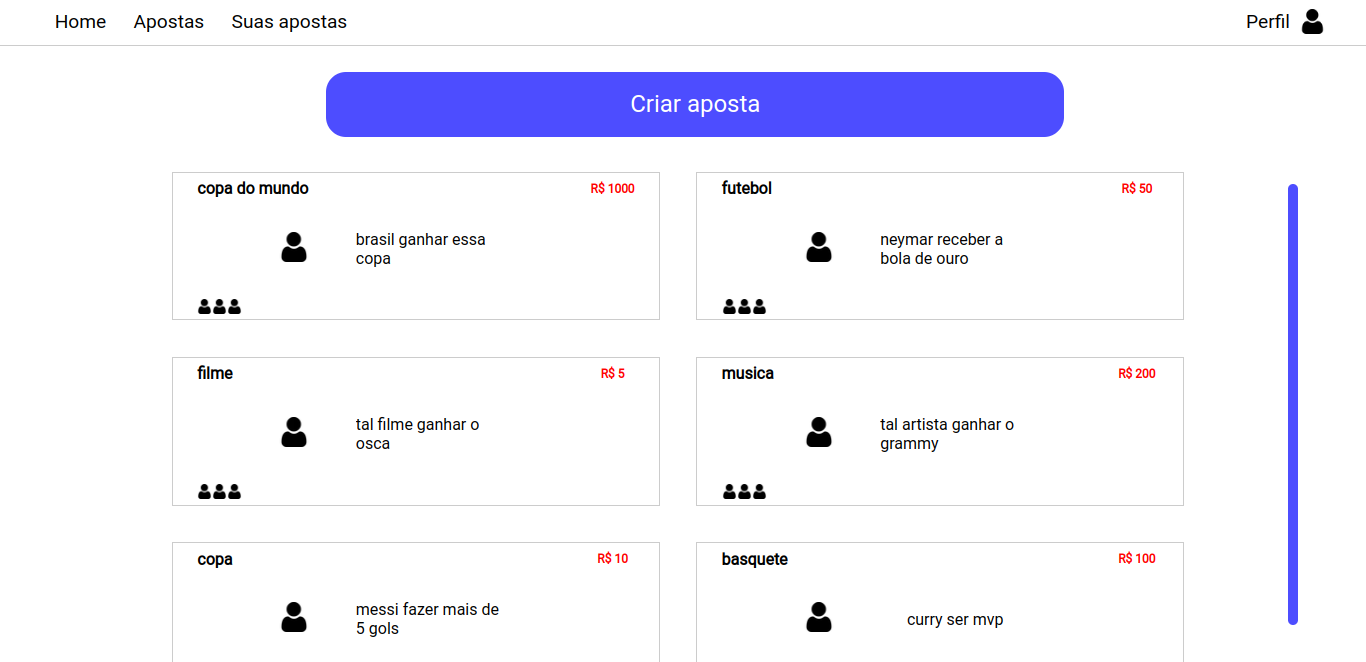 Home Apostas Suas apostas Perfil
Criar aposta
copa do mundo R$ 1000
brasil ganhar essa
copa
futebol R$ 50
neymar receber a
bola de ouro
filme R$ 5
tal filme ganhar o
osca
musica R$ 200
tal artista ganhar o
grammy
copa R$ 10
messi fazer mais de
5 gols
basquete R$ 100
curry ser mvp